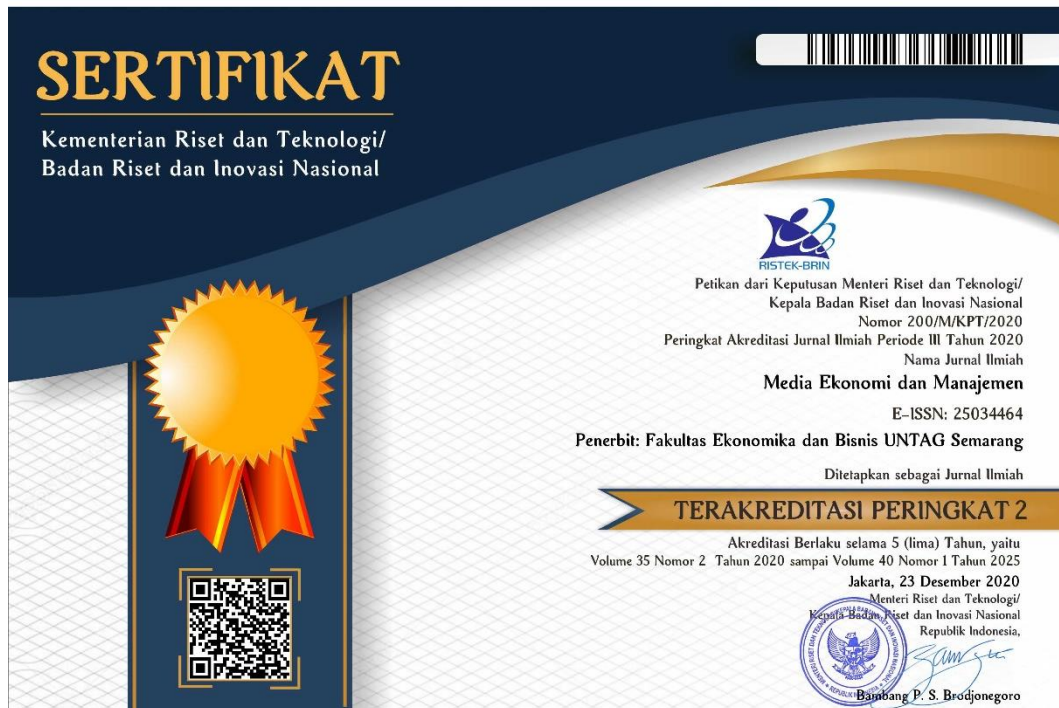 SERTIFIKAT
Kementerian Riset dan Teknologi/
Badan Riset dan Inovasi Nasional
RISTEK-BRIN
Petikan dari Keputusan Menteri Riset dan Teknologi/
Kepala Badan Riset dan Inovasi Nasional
Nomor 200/M/KPT/2020
Peringkat Akreditasi Jurnal Ilmiah Periode III Tahun 2020
Nama Jurnal Ilmiah
Media Ekonomi dan Manajemen
E-ISSN: 25034464
Penerbit: Fakultas Ekonomika dan Bisnis UNTAG Semarang
Ditetapkan sebagai Jurnal Ilmiah
TERAKREDITASI PERINGKAT 2
Akreditasi Berlaku selama 5 (lima) Tahun, yaitu
Volume 35 Nomor 2 Tahun 2020 sampai Volume 40 Nomor 1 Tahun 2025
Jakarta, 23 Desember 2020
Menteri Riset dan Teknologi/
Kepala Badan Riset dan Inovasi Nasional
Republik Indonesia,
Bambang P. S. Brodjonegoro